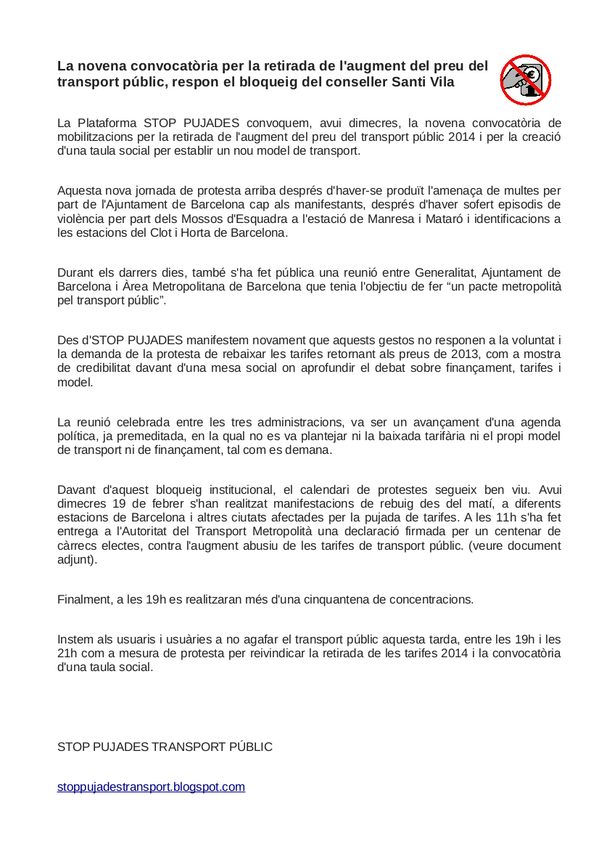 La novena convocatòria per la retirada de l'augment del preu del
transport públic, respon el bloqueig del conseller Santi Vila
La Plataforma STOP PUJADES convoquem, avui dimecres, la novena convocatòria de
mobilitzacions per la retirada de l'augment del preu del transport públic 2014 i per la creació
d'una taula social per establir un nou model de transport.
Aquesta nova jornada de protesta arriba després d'haver-se produït l'amenaça de multes per
part de l'Ajuntament de Barcelona cap als manifestants, després d'haver sofert episodis de
violència per part dels Mossos d'Esquadra a l'estació de Manresa i Mataró i identificacions a
les estacions del Clot i Horta de Barcelona.
Durant els darrers dies, també s'ha fet pública una reunió entre Generalitat, Ajuntament de
Barcelona i Àrea Metropolitana de Barcelona que tenia l'objectiu de fer “un pacte metropolità
pel transport públic”.
Des d'STOP PUJADES manifestem novament que aquests gestos no responen a la voluntat i
la demanda de la protesta de rebaixar les tarifes retornant als preus de 2013, com a mostra
de credibilitat davant d'una mesa social on aprofundir el debat sobre finançament, tarifes i
model.
La reunió celebrada entre les tres administracions, va ser un avançament d'una agenda
política, ja premeditada, en la qual no es va plantejar ni la baixada tarifària ni el propi model
de transport ni de finançament, tal com es demana.
Davant d'aquest bloqueig institucional, el calendari de protestes segueix ben viu. Avui
dimecres 19 de febrer s'han realitzat manifestacions de rebuig des del matí, a diferents
estacions de Barcelona i altres ciutats afectades per la pujada de tarifes. A les 11h s'ha fet
entrega a l'Autoritat del Transport Metropolità una declaració firmada per un centenar de
càrrecs electes, contra l'augment abusiu de les tarifes de transport públic. (veure document
adjunt).
Finalment, a les 19h es realitzaran més d'una cinquantena de concentracions.
Instem als usuaris i usuàries a no agafar el transport públic aquesta tarda, entre les 19h i les
21h com a mesura de protesta per reivindicar la retirada de les tarifes 2014 i la convocatòria
d'una taula social.
STOP PUJADES TRANSPORT PÚBLIC
stoppujadestransport.blogspot.com